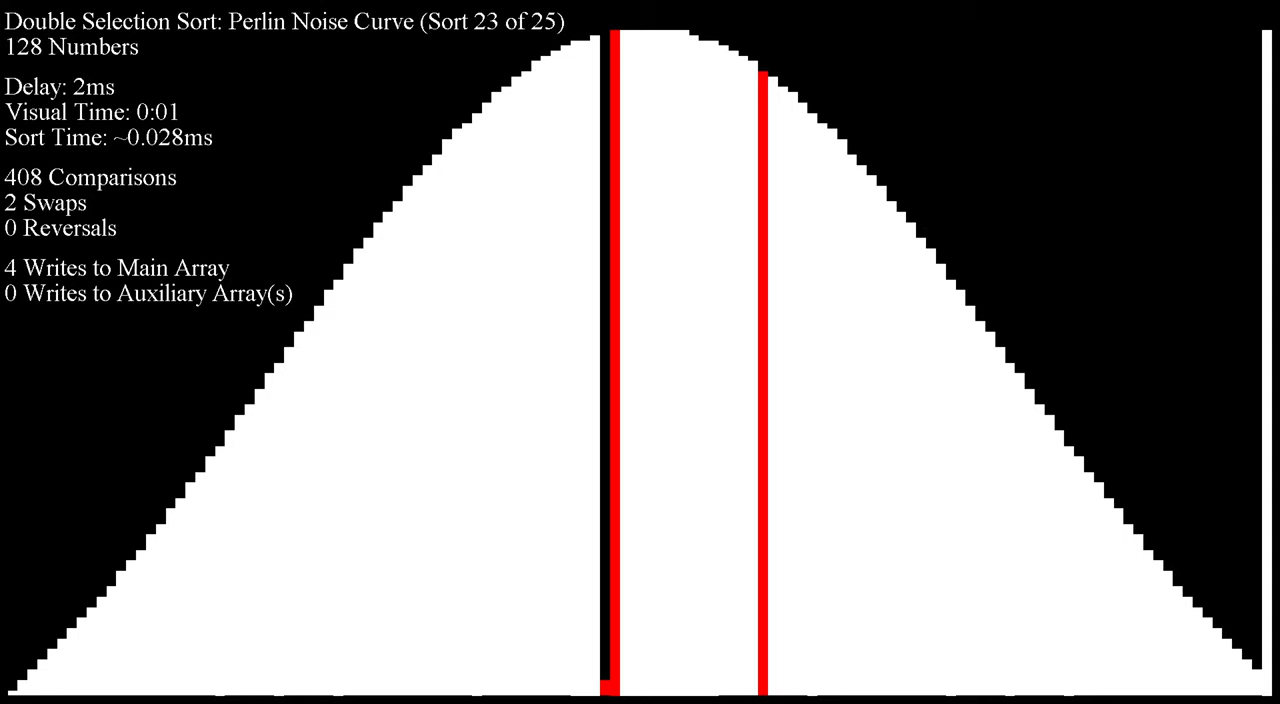 Double Selection Sort: Perlin Noise Curve (Sort 23 of 25)
128 Numbers
Delay: 2ms
Visual Time: 0:01
Sort Time: ~0.028ms
408 Comparisons
2 Swaps
0 Reversals
4 Writes to Main Array
0 Writes to Auxiliary Array(s)